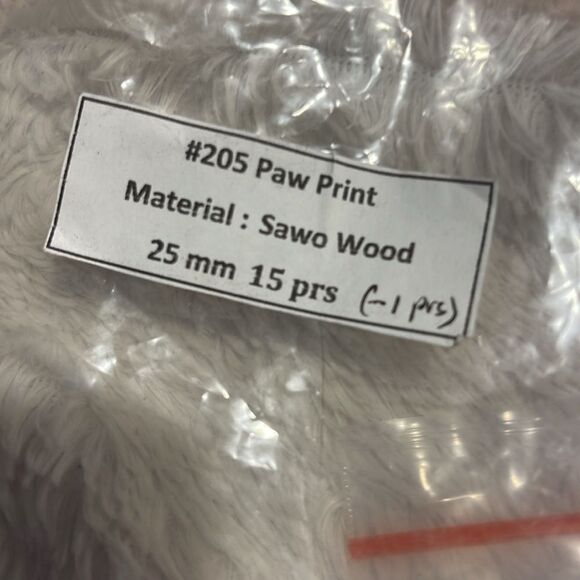 #205 Paw Print
Material : Sawo Wood
25 mm 15 prs (-1 prs)